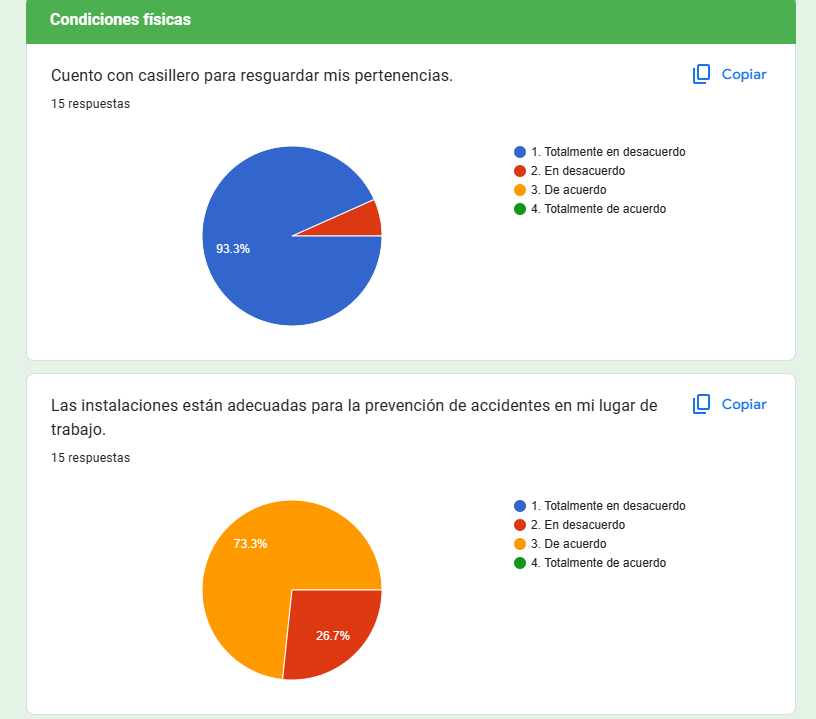 Condiciones físicas
Cuento con casillero para resguardar mis pertenencias.
Copiar
15 respuestas
93.3%
1. Totalmente en desacuerdo
2. En desacuerdo
3. De acuerdo
4. Totalmente de acuerdo
Las instalaciones están adecuadas para la prevención de accidentes en mi lugar de
trabajo.
Copiar
15 respuestas
73.3%
26.7%
1. Totalmente en desacuerdo
2. En desacuerdo
3. De acuerdo
4. Totalmente de acuerdo